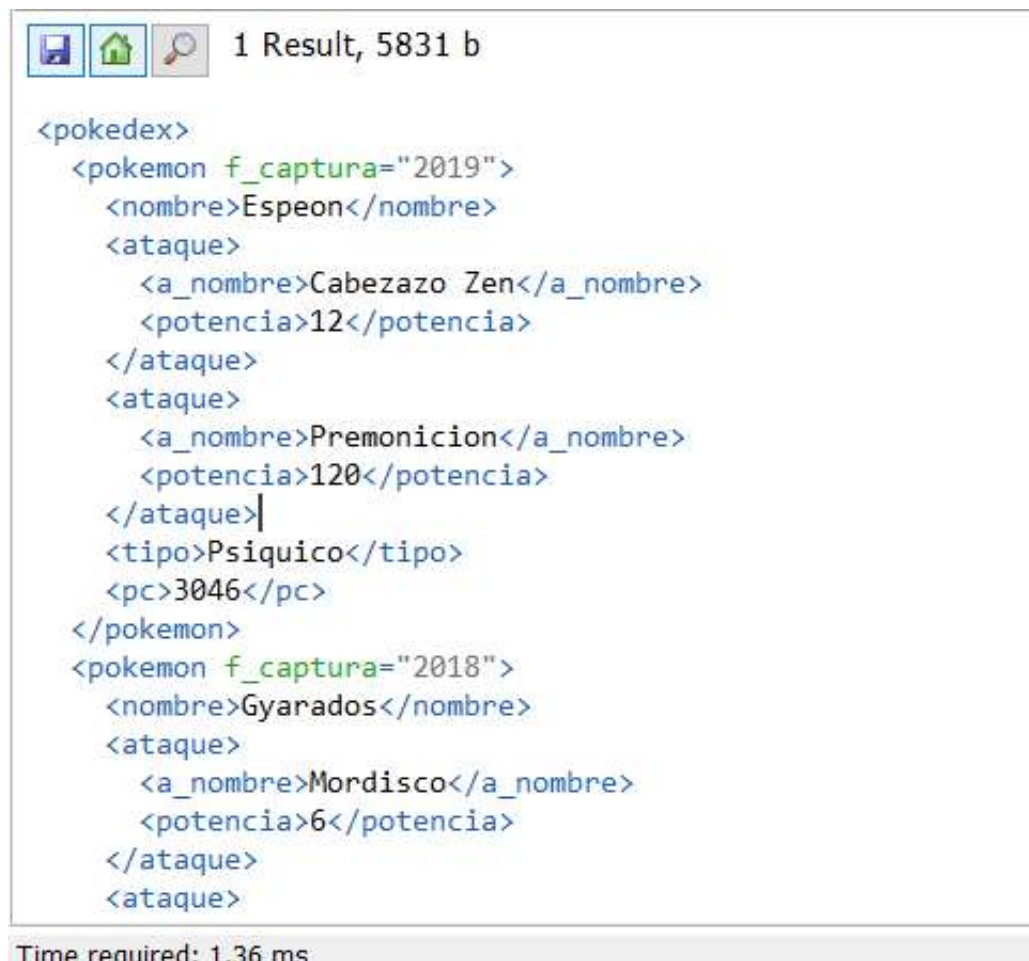 1 Result, 5831 b
<pokedex>
<pokemon f_captura="2019">
<nombre>Espeon</nombre>
<ataque>
<a_nombre>Cabezazo Zen</a_nombre>
<potencia>12</potencia>
</ataque>
<ataque>
<a_nombre>Premonicion</a_nombre>
<potencia>120</potencia>
</ataque>
<tipo>Psiquico</tipo>
<pc>3046</pc>
</pokemon>
<pokemon f_captura="2018">
<nombre>Gyarados</nombre>
<ataque>
<a_nombre>Mordisco</a_nombre>
<potencia>6</potencia>
</ataque>
<ataque>
Time required: 1.36 ms